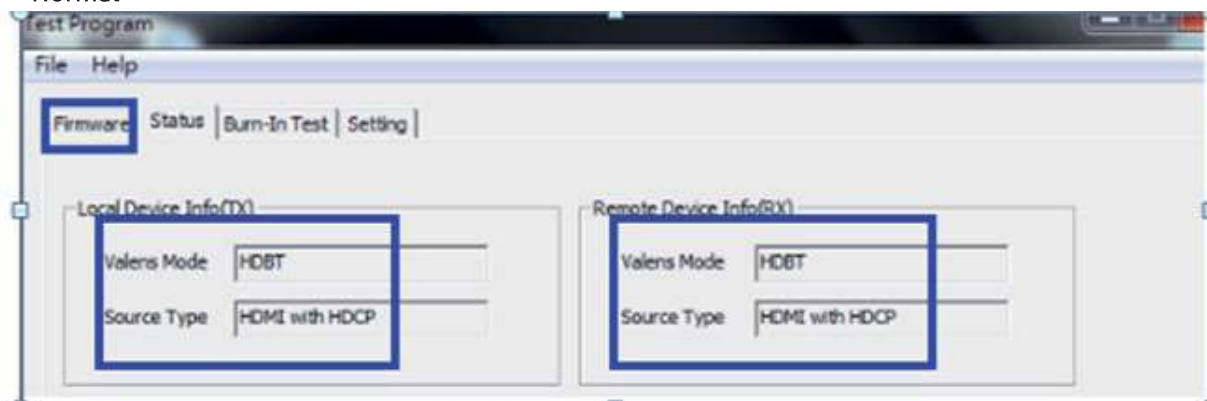 Normal
Test Program
File Help
Firmware Status Burn-In Test Setting
Local Device Info(TX) Remote Device Info(RX)
Valens Mode HDBT Valens Mode HDBT
Source Type HDMI with HDCP Source Type HDMI with HDCP